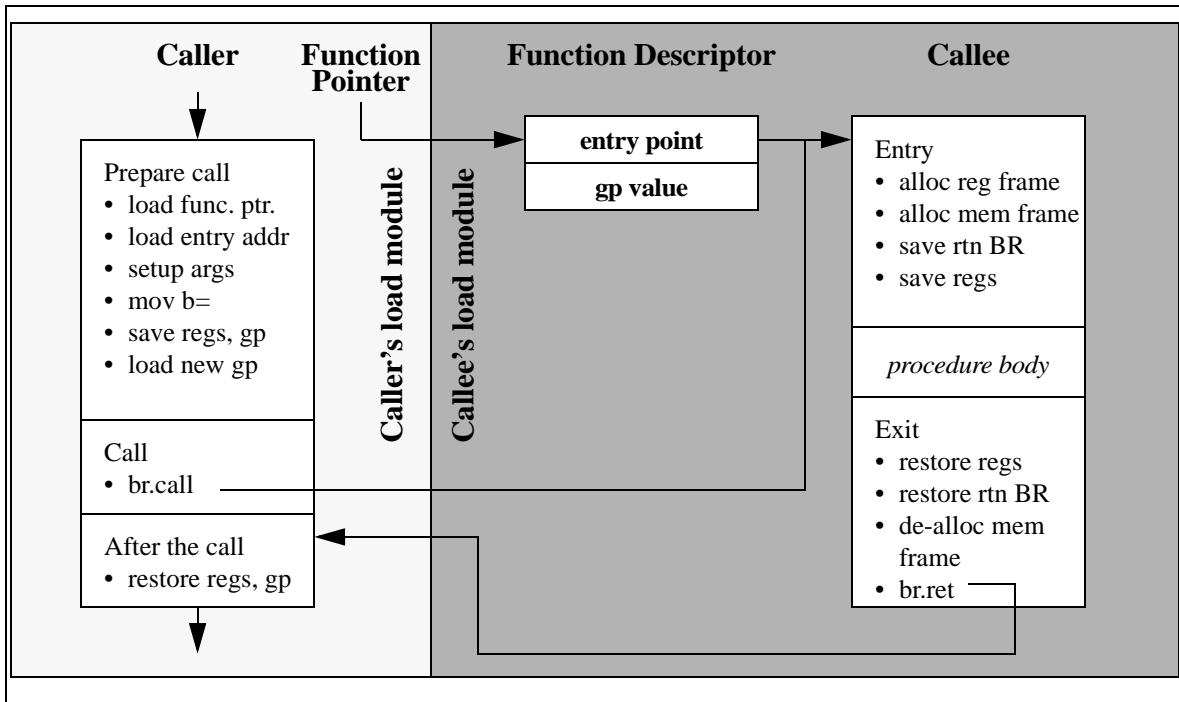 Caller
Function
Pointer
Function Descriptor
Callee
Prepare call
• load func. ptr.
• load entry addr
• setup args
• mov b=
• save regs, gp
• load new gp
Call
• br.call
After the call
• restore regs, gp
Caller's load module
Callee's load module
entry point
gp value
Entry
• alloc reg frame
• alloc mem frame
• save rtn BR
• save regs
procedure body
Exit
• restore regs
• restore rtn BR
• de-alloc mem
frame
• br.ret